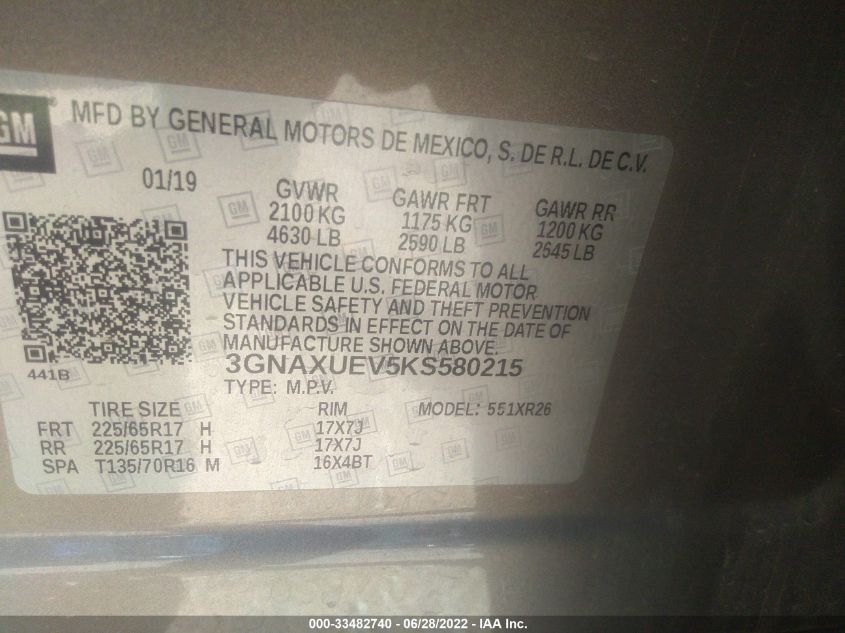 GM ®
MFD BY GENERAL MOTORS DE MEXICO, S. DE R.L. DE C.V.
01/19
GVWR GAWR FRT GAWR RR
2100 KG 1175 KG 1200 KG
4630 LB 2590 LB 2645 LB
THIS VEHICLE CONFORMS TO ALL
APPLICABLE U.S. FEDERAL MOTOR
VEHICLE SAFETY AND THEFT PREVENTION
STANDARDS IN EFFECT ON THE DATE OF
MANUFACTURE SHOWN ABOVE.
441B
3GNAXUEV5KS580215
TYPE: M.P.V.
TIRE SIZE RIM MODEL: 551XR26
FRT 225/65R17 H 17X7J
RR 225/65R17 H 17X7J
SPA T135/70R16 M 16X4BT
000-33482740 - 06/28/2022 - IAA Inc.